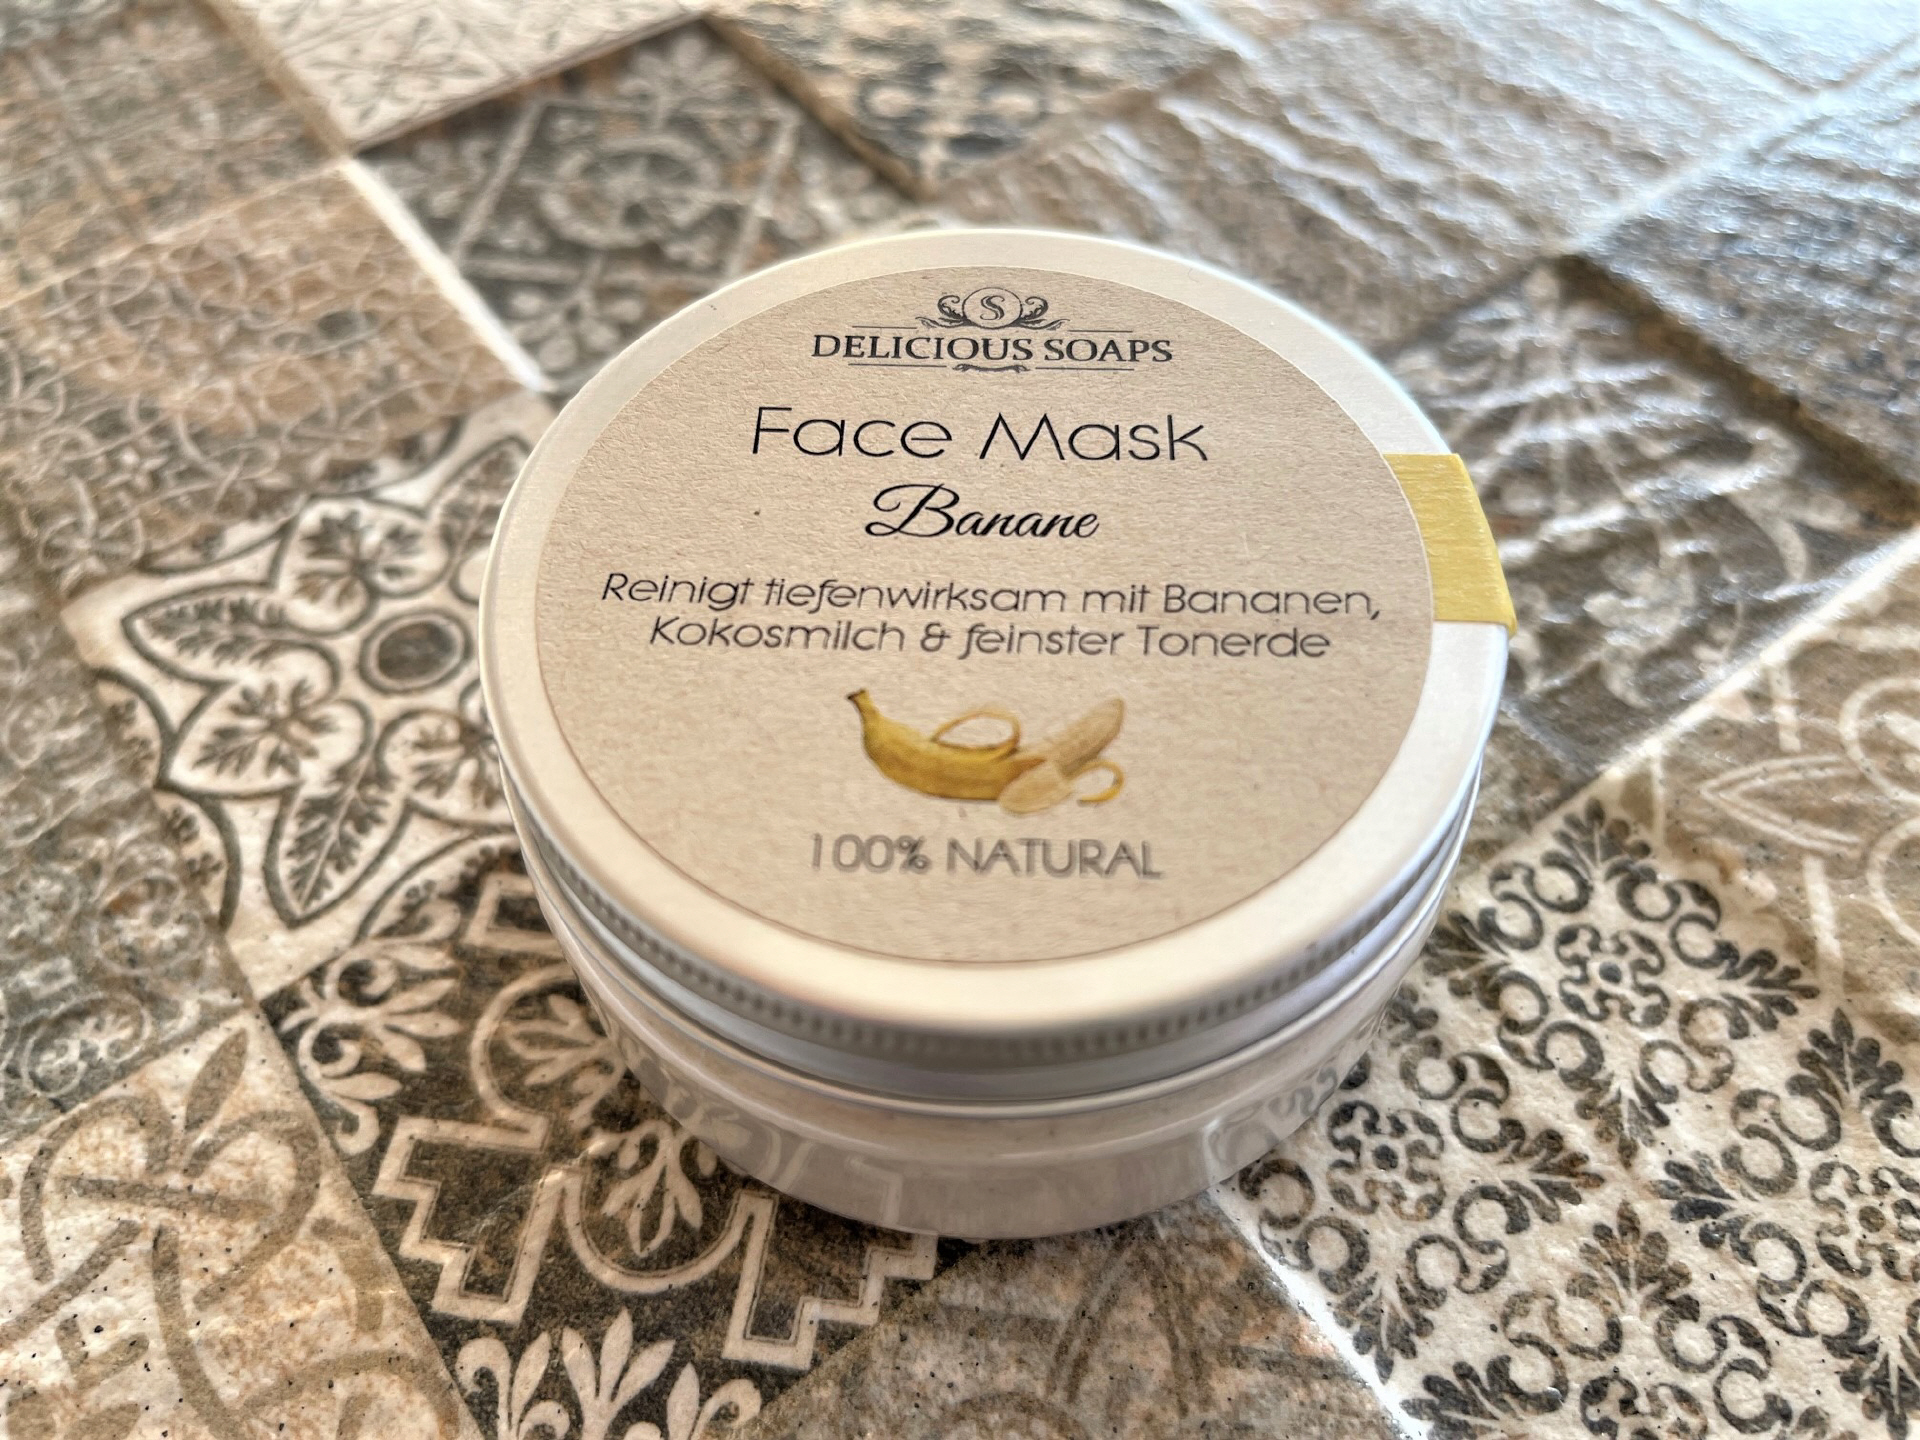 S
DELICIOUS SOAPS
Face Mask
Banane
Reinigt tiefenwirksam mit Bananen,
Kokosmilch & feinster Tonerde
100% NATURAL